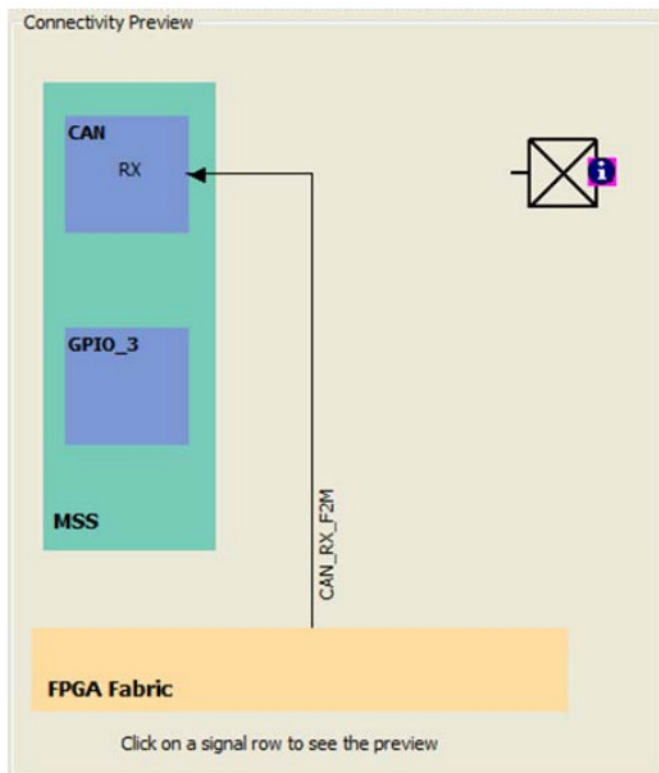 Connectivity Preview
CAN
RX
i
GPIO_3
MSS
CAN_RX_F2M
FPGA Fabric
Click on a signal row to see the preview